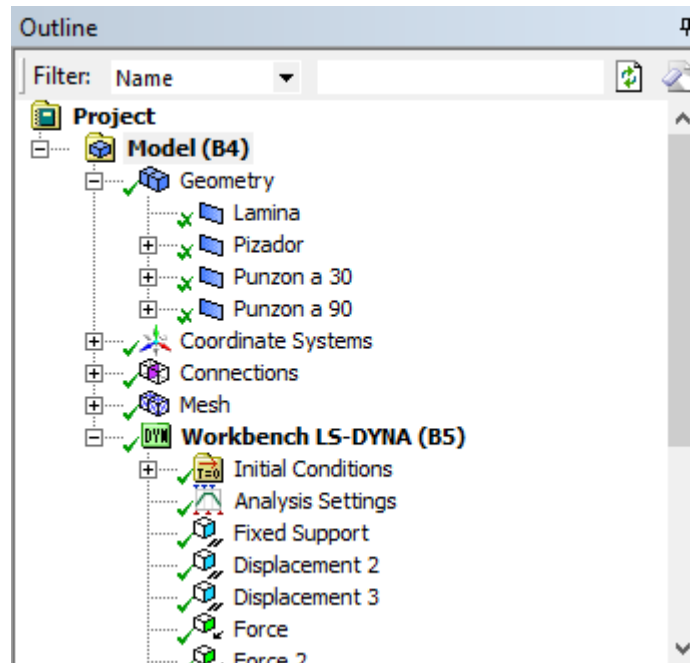 Outline
Filter: Name
Project
Model (B4)
Geometry
Lamina
Pizador
Punzon a 30
Punzon a 90
Coordinate Systems
Connections
Mesh
DYN Workbench LS-DYNA (B5)
T=0 Initial Conditions
Analysis Settings
Fixed Support
Displacement 2
Displacement 3
Force
Force 2